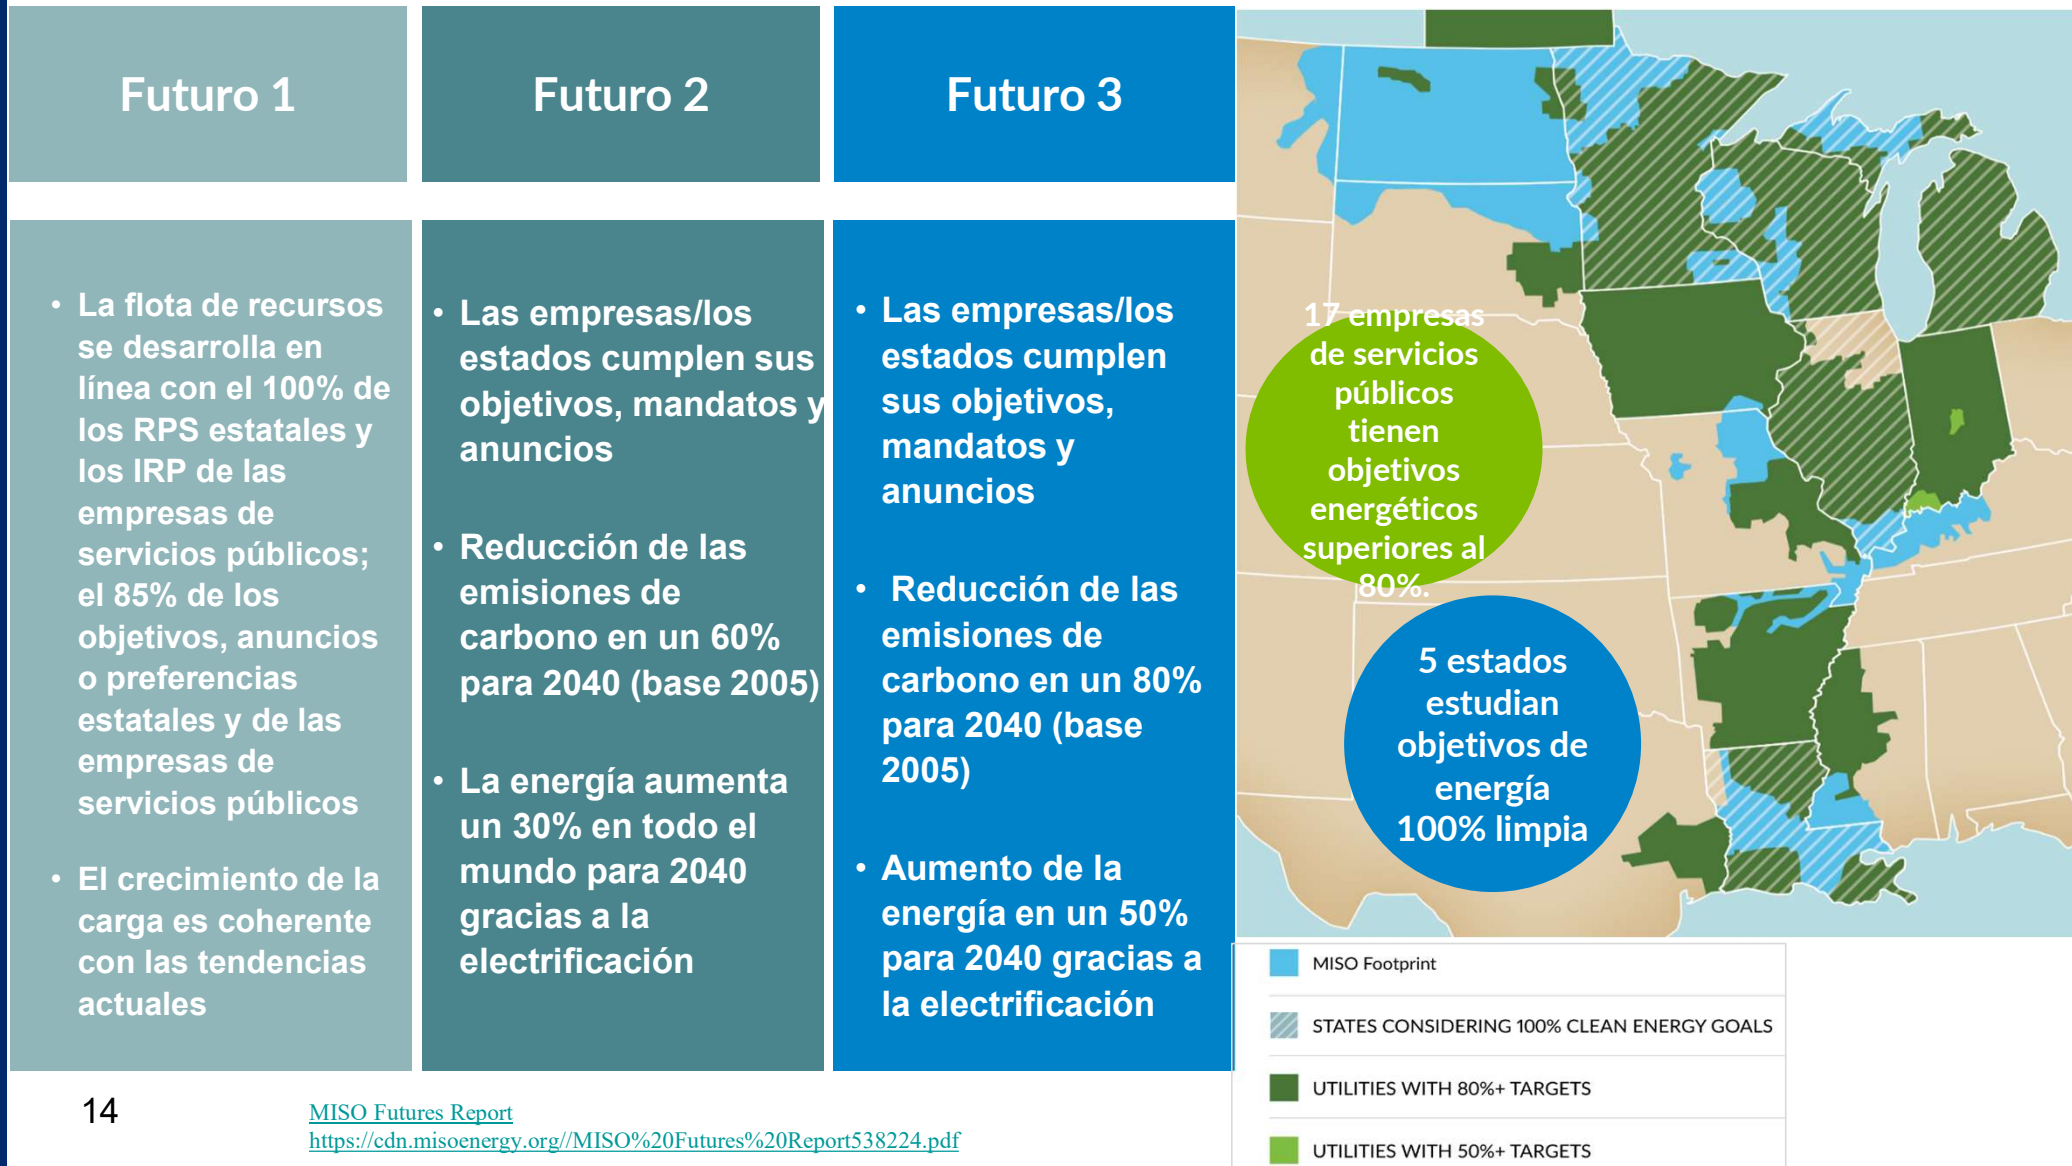 Futuro 1
La flota de recursos
se desarrolla en
línea con el 100% de
los RPS estatales y
los IRP de las
empresas de
servicios públicos;
el 85% de los
objetivos, anuncios
o preferencias
estatales y de las
empresas de
servicios públicos
El crecimiento de la
carga es coherente
con las tendencias
actuales
Futuro 2
Las empresas/los
estados cumplen sus
objetivos, mandatos y
anuncios
Reducción de las
emisiones de
carbono en un 60%
para 2040 (base 2005)
La energía aumenta
un 30% en todo el
mundo para 2040
gracias a la
electrificación
Futuro 3
Las empresas/los
estados cumplen
sus objetivos,
mandatos y
anuncios
Reducción de las
emisiones de
carbono en un 80%
para 2040 (base
2005)
Aumento de la
energía en un 50%
para 2040 gracias a
la electrificación
17 empresas
de servicios
públicos
tienen
objetivos
energéticos
superiores al
80%.
5 estados
estudian
objetivos de
energía
100% limpia
MISO Footprint
STATES CONSIDERING 100% CLEAN ENERGY GOALS
UTILITIES WITH 80%+ TARGETS
UTILITIES WITH 50%+ TARGETS
14
MISO Futures Report
https://cdn.misoenergy.org//MISO%20Futures%20Report538224.pdf